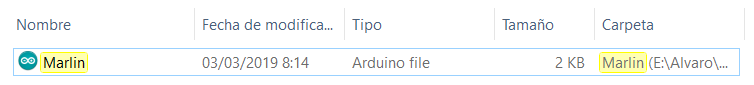 Nombre Fecha de modifica... Tipo Tamaño Carpeta
Marlin 03/03/2019 8:14 Arduino file 2 KB Marlin (E:\Alvaro\...